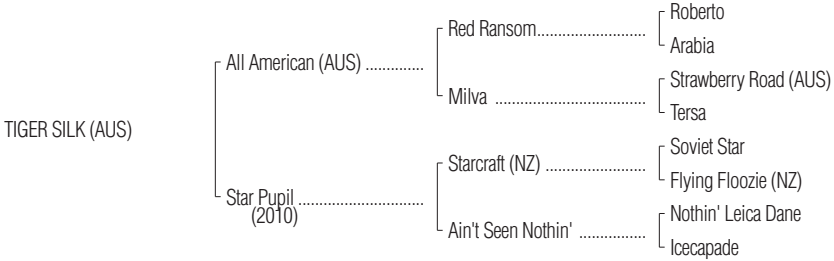 Roberto
Red Ransom............................
Arabia
All American (AUS) ..............
Strawberry Road (AUS)
Milva ......................................
Tersa
TIGER SILK (AUS)
Soviet Star
Starcraft (NZ) .........................
Flying Floozie (NZ)
Star Pupil ................................
(2010)
Nothin' Leica Dane
Ain't Seen Nothin' .................
Icecapade